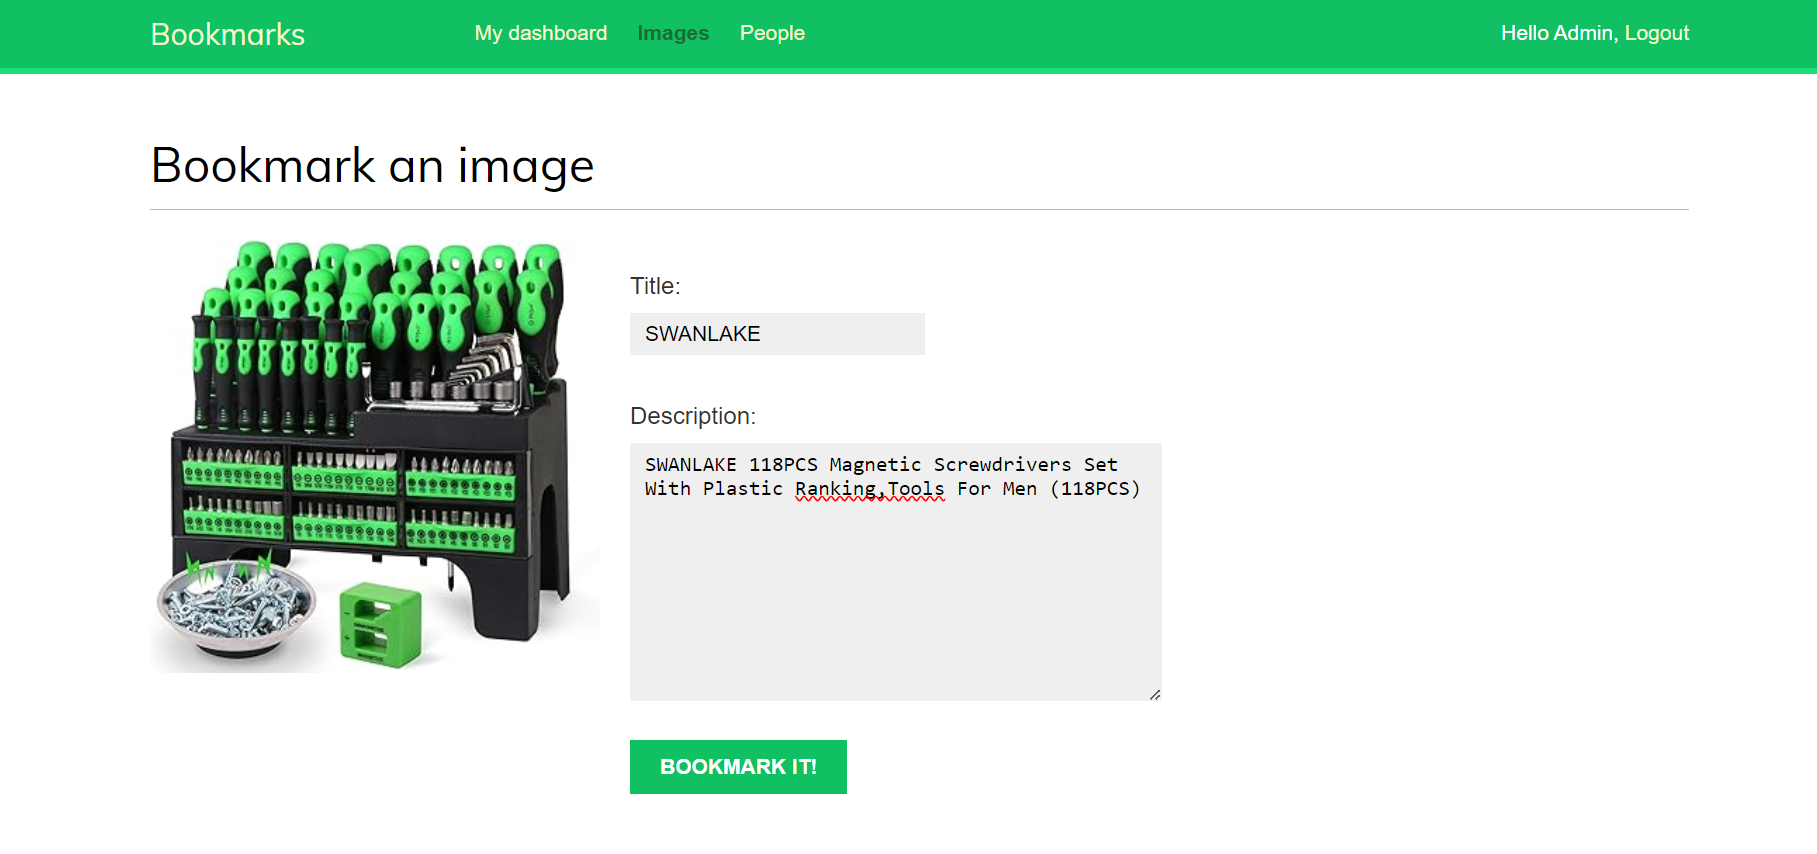 Bookmarks My dashboard Images People Hello Admin, Logout
Bookmark an image
Title:
SWANLAKE
Description:
SWANLAKE 118PCS Magnetic Screwdrivers Set
With Plastic Ranking,Tools For Men (118PCS)
BOOKMARK IT!